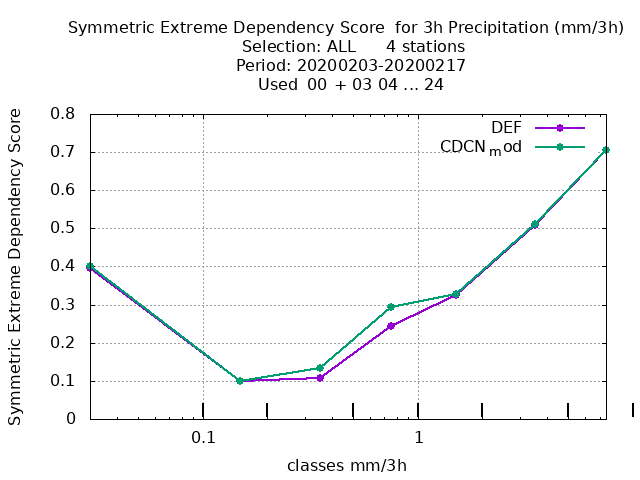 Symmetric Extreme Dependency Score  for 3h Precipitation (mm/3h)
Selection: ALL      4 stations
Period: 20200203-20200217
Used  00  + 03 04 ... 24
DEF
CDCNmod
0.8
0.7
0.6
0.5
0.4
0.3
0.2
0.1
0
Symmetric Extreme Dependency Score
0.1
1
classes mm/3h